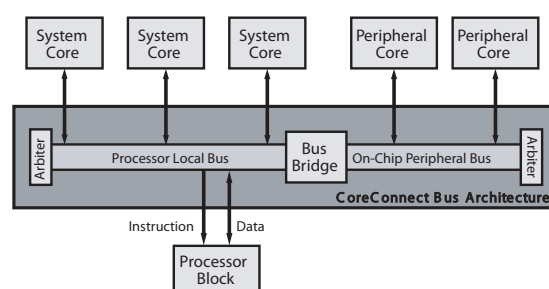 System
Core
System
Core
System
Core
Peripheral
Core
Peripheral
Core
Arbiter
Processor Local Bus
Bus
Bridge
On-Chip Peripheral Bus
Arbiter
CoreConnect Bus Architecture
Instruction
Data
Processor
Block